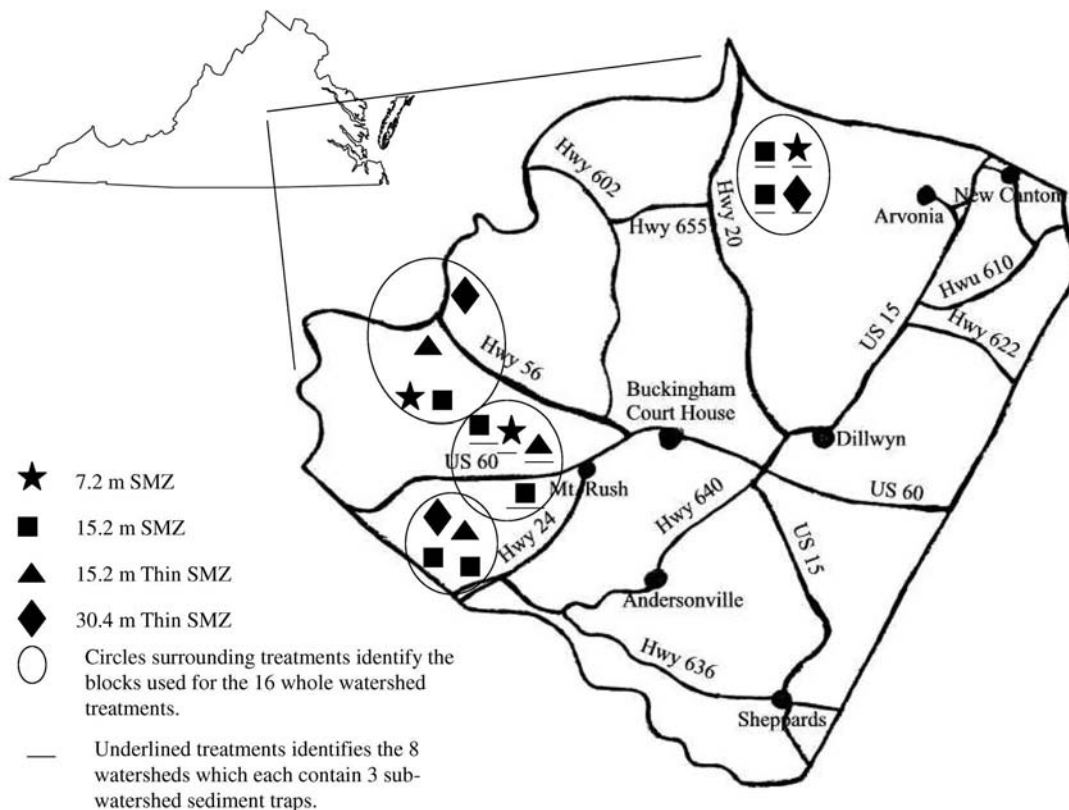 Hwy 602
Hwy 655
Hwy 20
New Canton
Arvonia
Hwu 610
US 15
Hwy 622
Hwy 56
Buckingham
Court House
Dillwyn
US 60
Mt. Rush
US 60
Hwy 640
Hwy 24
US 15
Andersonville
Hwy 636
Sheppards
7.2 m SMZ
15.2 m SMZ
15.2 m Thin SMZ
30.4 m Thin SMZ
Circles surrounding treatments identify the
blocks used for the 16 whole watershed
treatments.
Underlined treatments identifies the 8
watersheds which each contain 3 sub-
watershed sediment traps.